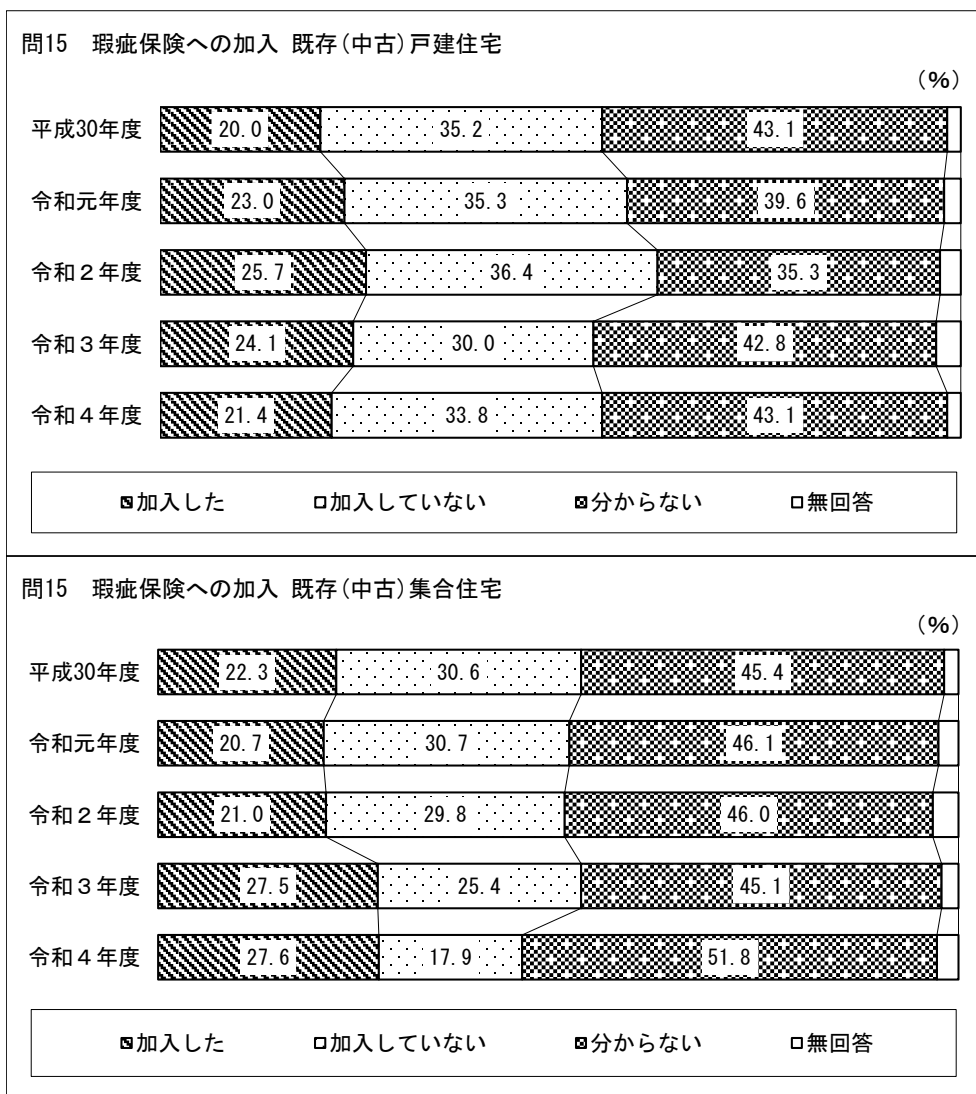 問15 瑕疵保険への加入 既存(中古)戸建住宅
(%)
平成30年度 20.0 35.2 43.1
令和元年度 23.0 35.3 39.6
令和２年度 25.7 36.4 35.3
令和３年度 24.1 30.0 42.8
令和４年度 21.4 33.8 43.1
加入した 加入していない 分からない 無回答
問15 瑕疵保険への加入 既存(中古)集合住宅
(%)
平成30年度 22.3 30.6 45.4
令和元年度 20.7 30.7 46.1
令和２年度 21.0 29.8 46.0
令和３年度 27.5 25.4 45.1
令和４年度 27.6 17.9 51.8
加入した 加入していない 分からない 無回答